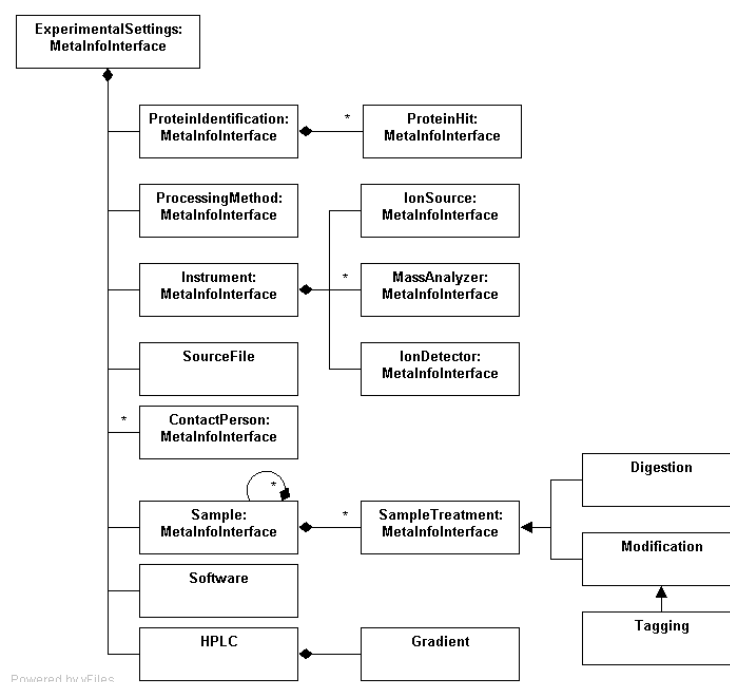 ExperimentalSettings:
MetaInfoInterface
ProteinIdentification:
MetaInfoInterface
*
ProteinHit:
MetaInfoInterface
ProcessingMethod:
MetaInfoInterface
IonSource:
MetaInfoInterface
Instrument:
MetaInfoInterface
*
MassAnalyzer:
MetaInfoInterface
SourceFile
IonDetector:
MetaInfoInterface
*
ContactPerson:
MetaInfoInterface
Digestion
*
Sample:
MetaInfoInterface
*
SampleTreatment:
MetaInfoInterface
Modification
Software
Tagging
HPLC
Gradient
Powered by yFiles